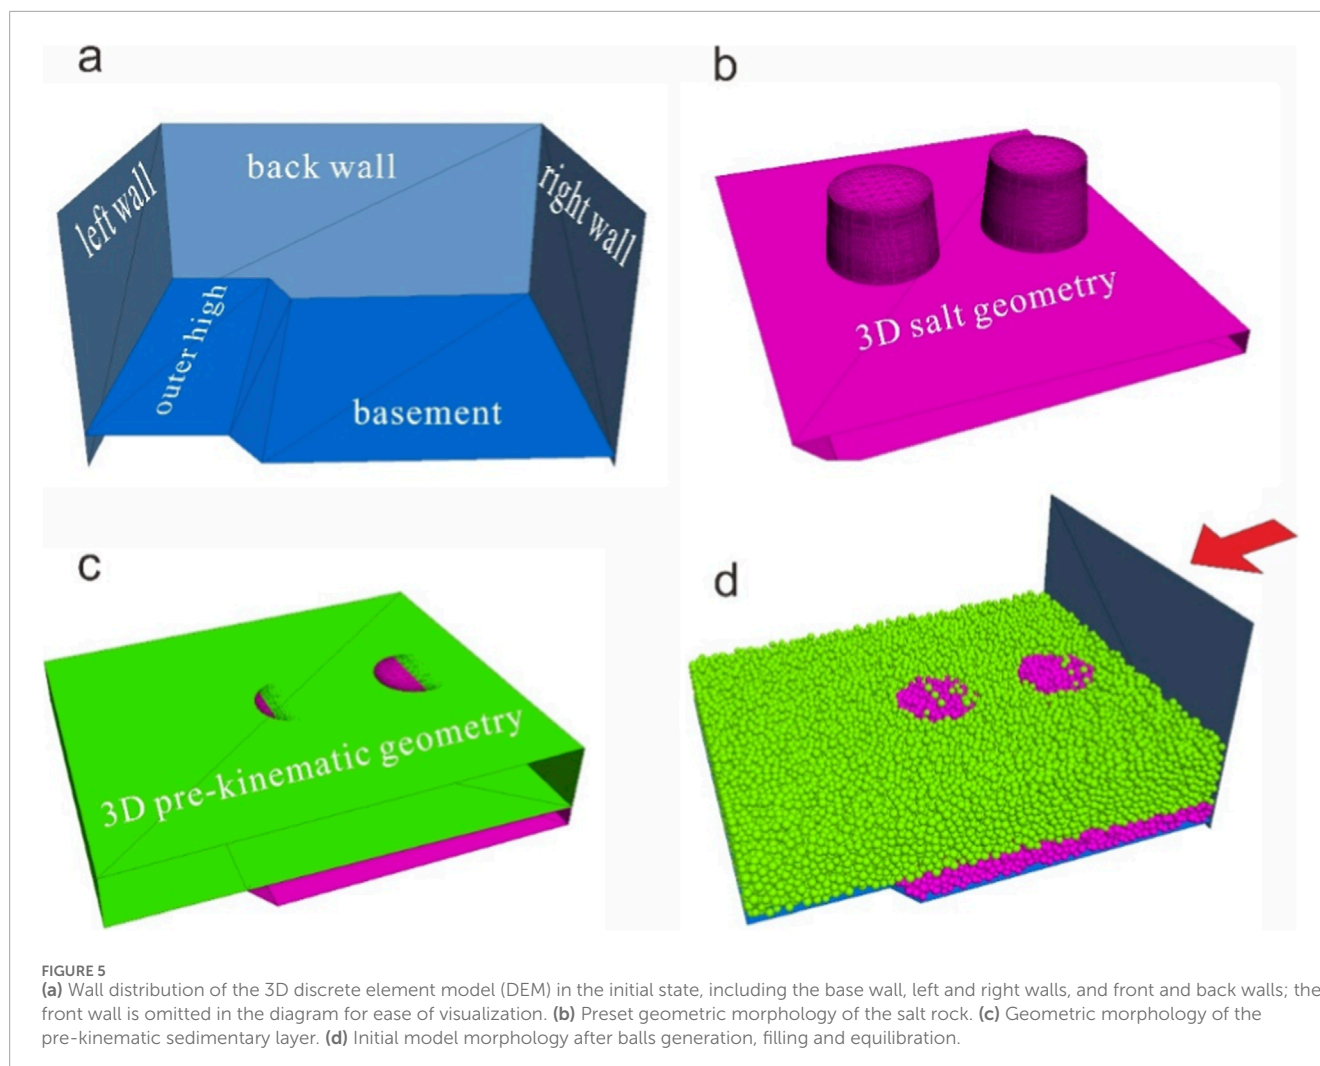 a
b
back wall
left wall
right wall
outer high
basement
3D salt geometry
c
d
3D pre-kinematic geometry
FIGURE 5
(a) Wall distribution of the 3D discrete element model (DEM) in the initial state, including the base wall, left and right walls, and front and back walls; the
front wall is omitted in the diagram for ease of visualization. (b) Preset geometric morphology of the salt rock. (c) Geometric morphology of the
pre-kinematic sedimentary layer. (d) Initial model morphology after balls generation, filling and equilibration.